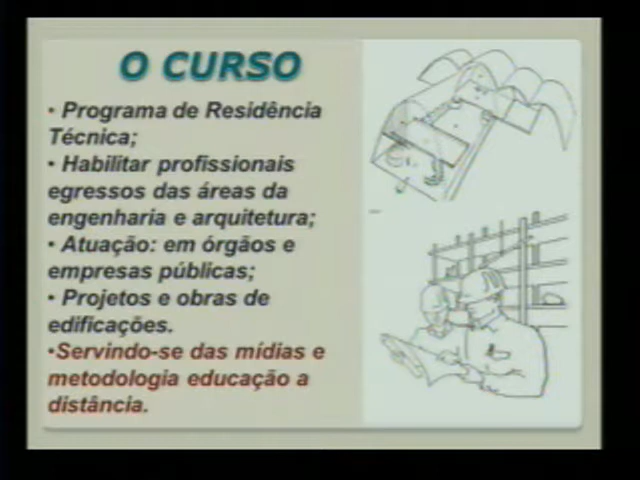 O CURSO
• Programa de Residência
Técnica;
• Habilitar profissionais
egressos das áreas da
engenharia e arquitetura;
• Atuação: em órgãos e
empresas públicas;
• Projetos e obras de
edificações.
•Servindo-se das mídias e
metodologia educação a
distância.